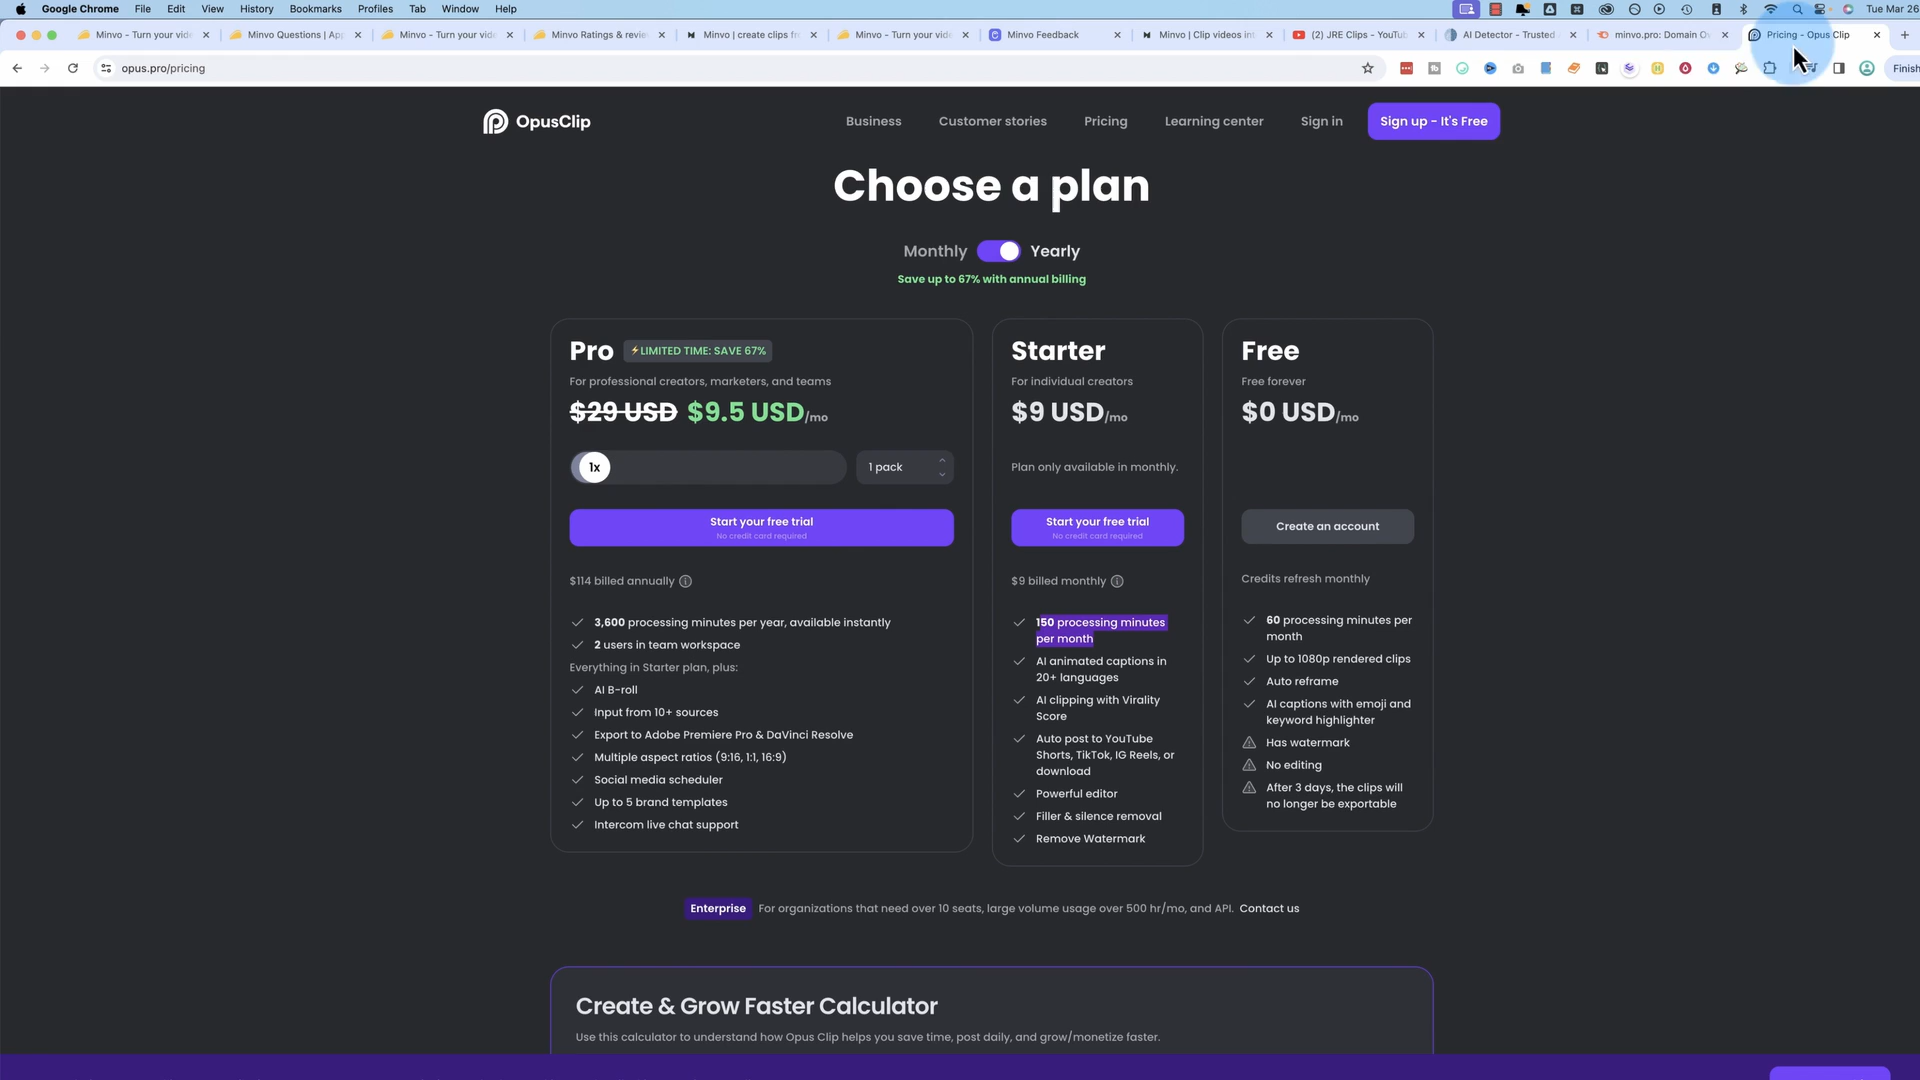 Google Chrome File Edit View History Bookmarks Profiles Tab Window Help Tue Mar 26
Minvo - Turn your vide
Minvo Questions | App
Minvo - Turn your vide
Minvo Ratings & revie
Minvo | create clips fr
Minvo - Turn your vide
Minvo Feedback
Minvo | Clip videos int
(2) JRE Clips - YouTub
AI Detector - Trusted
minvo.pro: Domain Ov
Pricing - Opus Clip
opus.pro/pricing
Finish
OpusClip
Business
Customer stories
Pricing
Learning center
Sign in
Sign up - It's Free
Choose a plan
Monthly Yearly
Save up to 67% with annual billing
Pro ⚡LIMITED TIME: SAVE 67%
For professional creators, marketers, and teams
$29 USD $9.5 USD/mo
1x
1 pack
Start your free trial
No credit card required
$114 billed annually
3,600 processing minutes per year, available instantly
2 users in team workspace
Everything in Starter plan, plus:
AI B-roll
Input from 10+ sources
Export to Adobe Premiere Pro & DaVinci Resolve
Multiple aspect ratios (9:16, 1:1, 16:9)
Social media scheduler
Up to 5 brand templates
Intercom live chat support
Starter
For individual creators
$9 USD/mo
Plan only available in monthly.
Start your free trial
No credit card required
$9 billed monthly
150 processing minutes
per month
AI animated captions in
20+ languages
AI clipping with Virality
Score
Auto post to YouTube
Shorts, TikTok, IG Reels, or
download
Powerful editor
Filler & silence removal
Remove Watermark
Free
Free forever
$0 USD/mo
Create an account
Credits refresh monthly
60 processing minutes per
month
Up to 1080p rendered clips
Auto reframe
AI captions with emoji and
keyword highlighter
Has watermark
No editing
After 3 days, the clips will
no longer be exportable
Enterprise For organizations that need over 10 seats, large volume usage over 500 hr/mo, and API. Contact us
Create & Grow Faster Calculator
Use this calculator to understand how Opus Clip helps you save time, post daily, and grow/monetize faster.